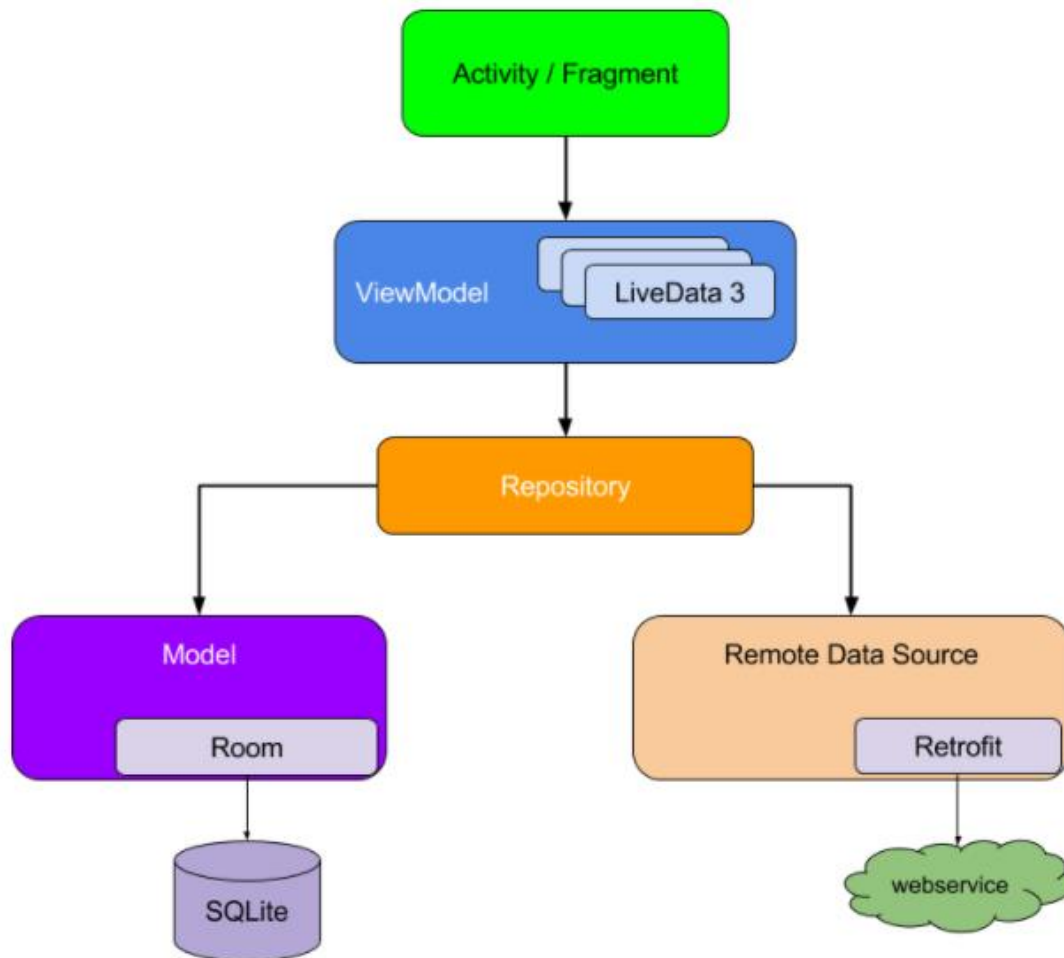 Activity / Fragment
ViewModel
LiveData 3
Repository
Model
Room
SQLite
Remote Data Source
Retrofit
webservice